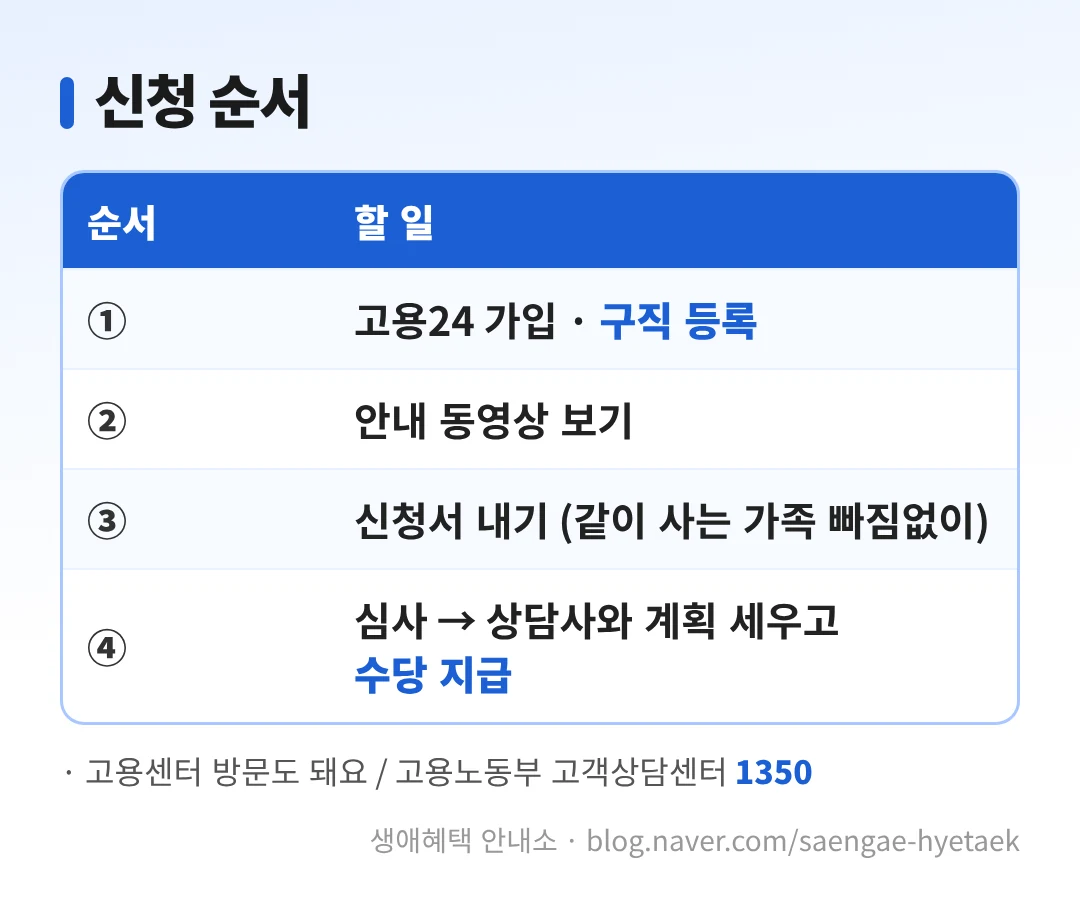 신청 순서
순서 할 일
① 고용24 가입 · 구직 등록
② 안내 동영상 보기
③ 신청서 내기 (같이 사는 가족 빠짐없이)
④ 심사 → 상담사와 계획 세우고
수당 지급
· 고용센터 방문도 돼요 / 고용노동부 고객상담센터 1350
생애혜택 안내소 · blog.naver.com/saengae-hyetaek